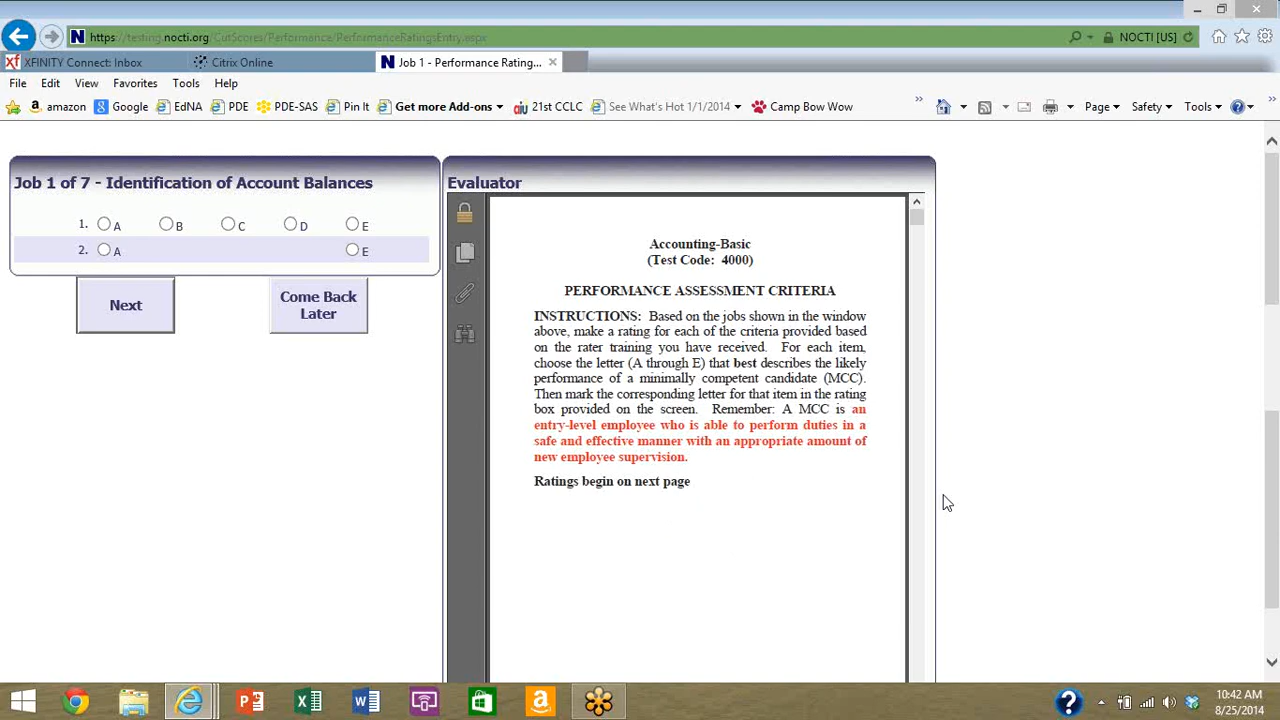 https://testing.nocti.org/CutScores/Performance/PerformanceRatingsEntry.aspx
NOCTI [US]
XFINITY Connect: Inbox
Citrix Online
Job 1 - Performance Rating...
File Edit View Favorites Tools Help
amazon Google EdNA PDE PDE-SAS Pin It Get more Add-ons 21st CCLC See What's Hot 1/1/2014 Camp Bow Wow » Page Safety Tools »
Job 1 of 7 - Identification of Account Balances
1. A B C D E
2. A E
Next
Come Back
Later
Evaluator
Accounting-Basic
(Test Code: 4000)
PERFORMANCE ASSESSMENT CRITERIA
INSTRUCTIONS: Based on the jobs shown in the window
above, make a rating for each of the criteria provided based
on the rater training you have received. For each item,
choose the letter (A through E) that best describes the likely
performance of a minimally competent candidate (MCC).
Then mark the corresponding letter for that item in the rating
box provided on the screen. Remember: A MCC is an
entry-level employee who is able to perform duties in a
safe and effective manner with an appropriate amount of
new employee supervision.
Ratings begin on next page
10:42 AM
8/25/2014